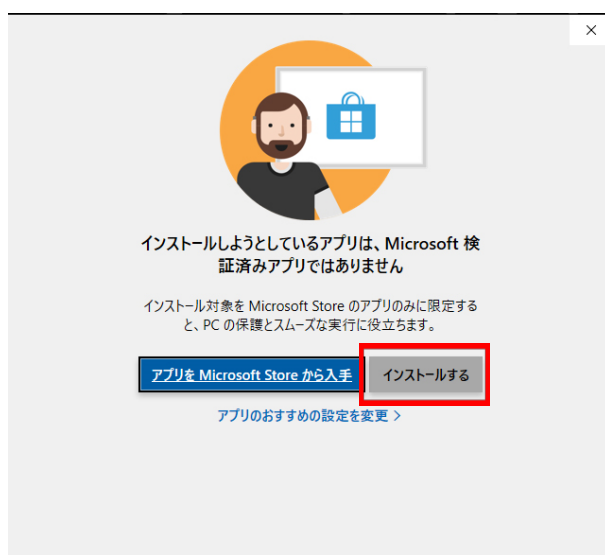 インストールしようとしているアプリは、Microsoft 検
証済みアプリではありません
インストール対象を Microsoft Store のアプリのみに限定する
と、PC の保護とスムーズな実行に役立ちます。
アプリを Microsoft Store から入手
インストールする
アプリのおすすめの設定を変更 >